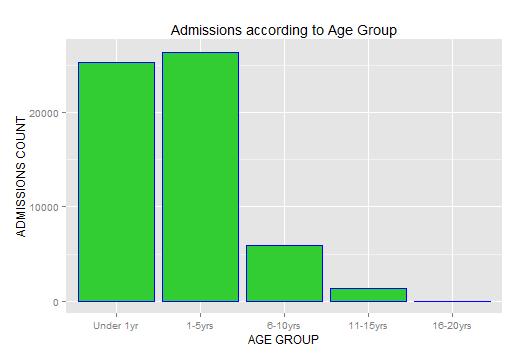 Admissions according to Age Group
ADMISSIONS COUNT
20000
10000
0
Under 1yr
1-5yrs
6-10yrs
11-15yrs
16-20yrs
AGE GROUP